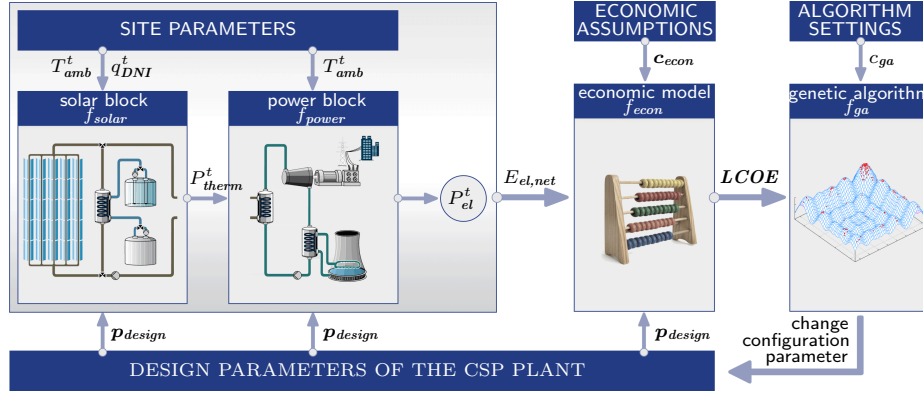 SITE PARAMETERS
ECONOMIC
ASSUMPTIONS
ALGORITHM
SETTINGS
T^t_amb q^t_DNI
T^t_amb
c_econ
c_ga
solar block
f_solar
power block
f_power
economic model
f_econ
genetic algorithm
f_ga
P^t_therm
P^t_el
E_el,net
LCOE
p_design
p_design
p_design
change
configuration
parameter
DESIGN PARAMETERS OF THE CSP PLANT